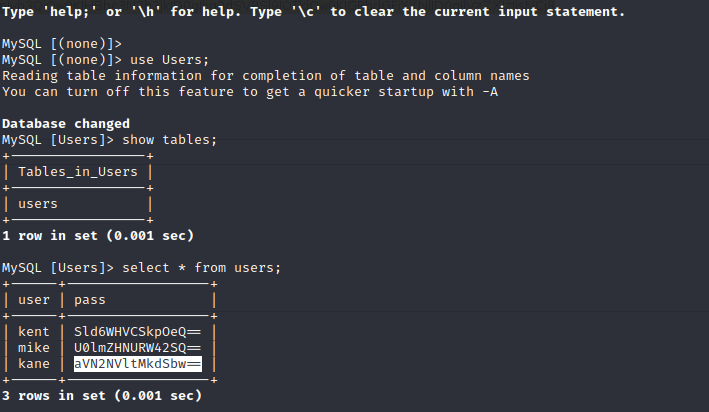 Type 'help;' or '\h' for help. Type '\c' to clear the current input statement.
MySQL [(none)]>
MySQL [(none)]> use Users;
Reading table information for completion of table and column names
You can turn off this feature to get a quicker startup with -A
Database changed
MySQL [Users]> show tables;
+-----------------+
| Tables_in_Users |
+-----------------+
| users           |
+-----------------+
1 row in set (0.001 sec)
MySQL [Users]> select * from users;
+------+------------------+
| user | pass             |
+------+------------------+
| kent | Sld6WHVCSkpOeQ== |
| mike | U0lmZHNURW42SQ== |
| kane | aVN2NVltMkdSbw== |
+------+------------------+
3 rows in set (0.001 sec)